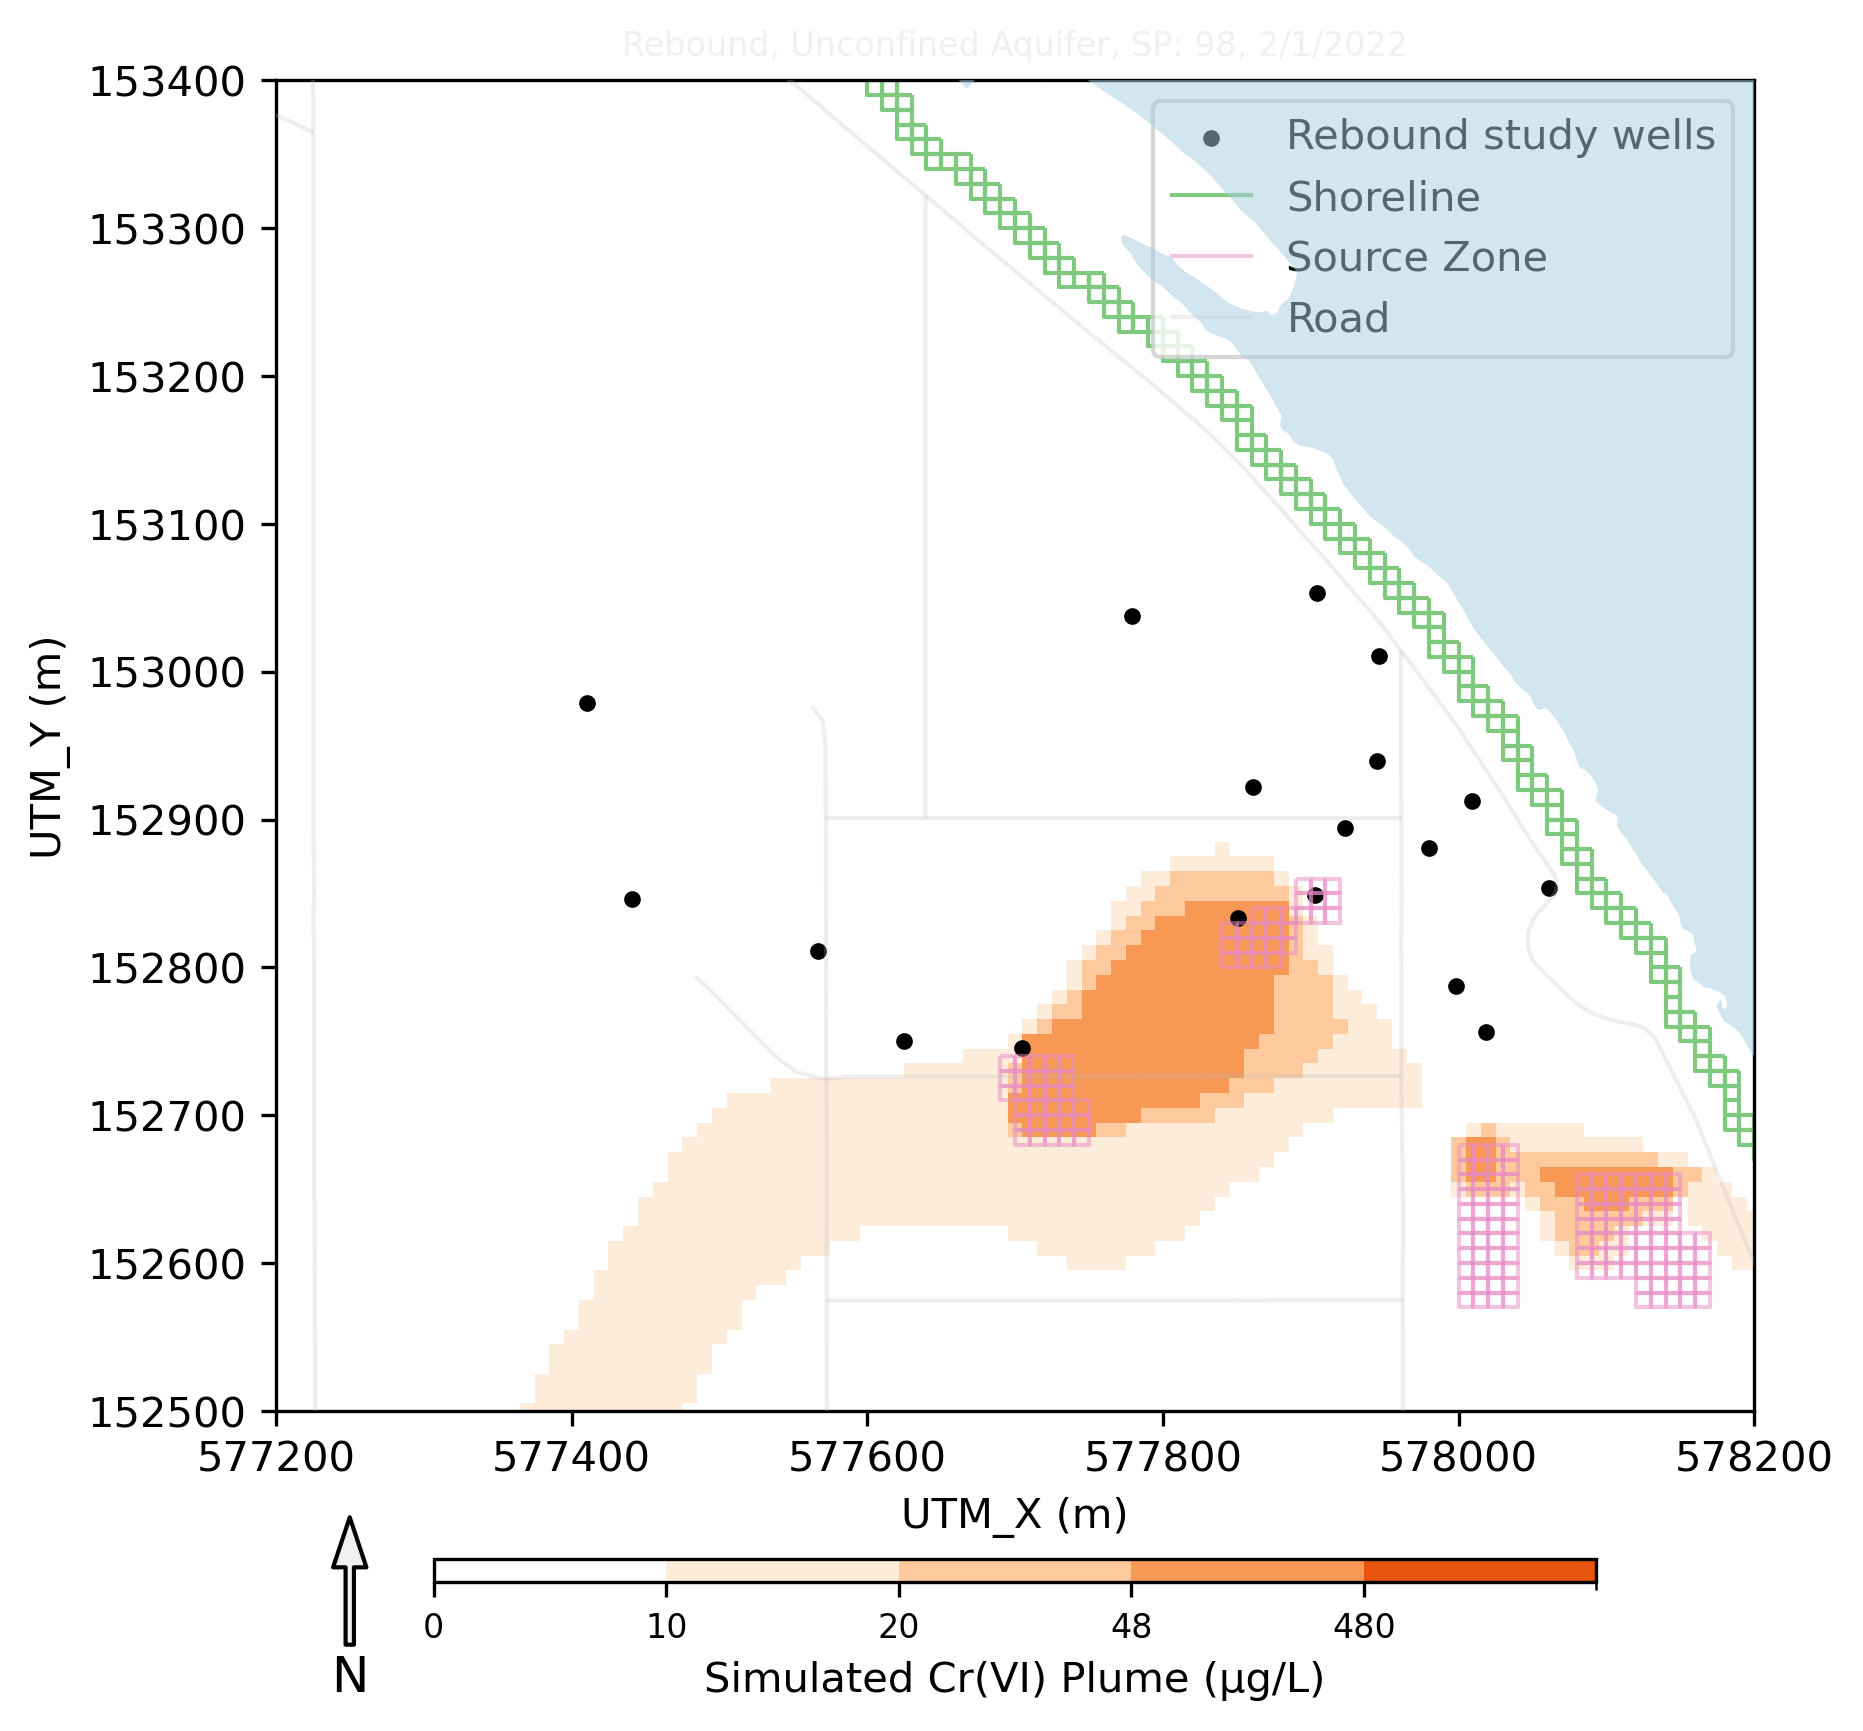 Rebound, Unconfined Aquifer, SP: 98, 2/1/2022
153400
153300
153200
153100
153000
152900
152800
152700
152600
152500
UTM_Y (m)
Rebound study wells
Shoreline
Source Zone
Road
577200 577400 577600 577800 578000 578200
UTM_X (m)
N
0 10 20 48 480
Simulated Cr(VI) Plume (μg/L)